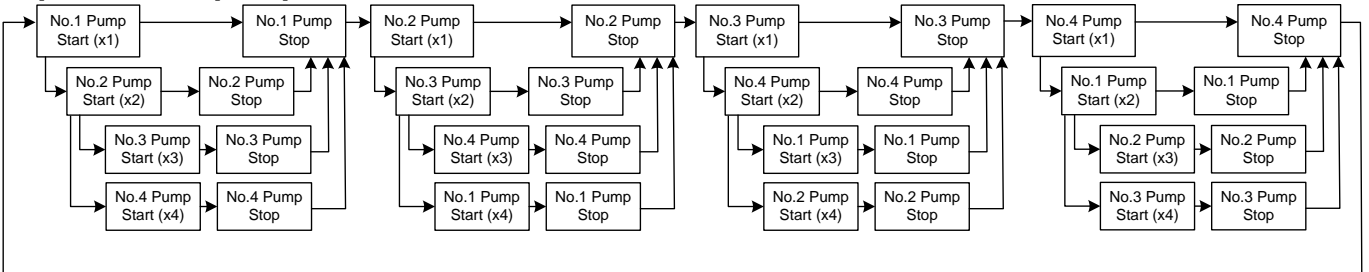 No.1 Pump
Start (x1)
No.1 Pump
Stop
No.2 Pump
Start (x2)
No.2 Pump
Stop
No.3 Pump
Start (x3)
No.3 Pump
Stop
No.4 Pump
Start (x4)
No.4 Pump
Stop
No.2 Pump
Start (x1)
No.2 Pump
Stop
No.3 Pump
Start (x2)
No.3 Pump
Stop
No.4 Pump
Start (x3)
No.4 Pump
Stop
No.1 Pump
Start (x4)
No.1 Pump
Stop
No.3 Pump
Start (x1)
No.3 Pump
Stop
No.4 Pump
Start (x2)
No.4 Pump
Stop
No.1 Pump
Start (x3)
No.1 Pump
Stop
No.2 Pump
Start (x4)
No.2 Pump
Stop
No.4 Pump
Start (x1)
No.4 Pump
Stop
No.1 Pump
Start (x2)
No.1 Pump
Stop
No.2 Pump
Start (x3)
No.2 Pump
Stop
No.3 Pump
Start (x4)
No.3 Pump
Stop